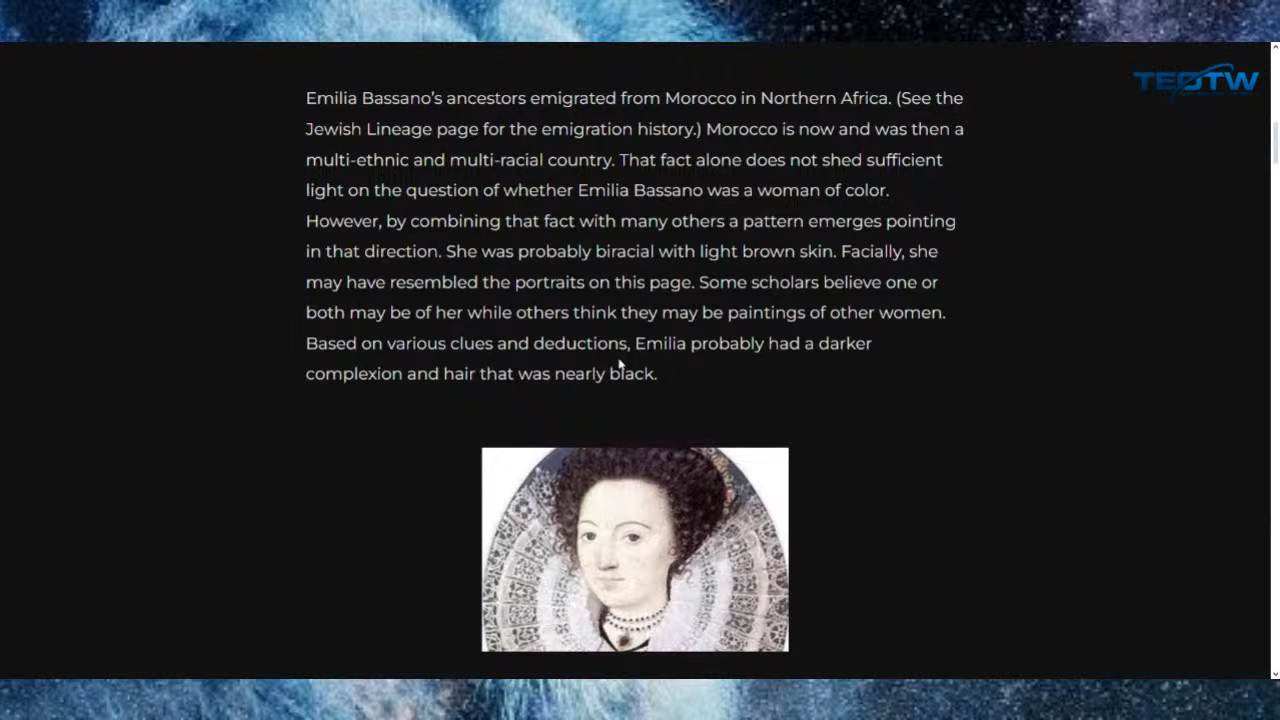 TEOTW
Emilia Bassano's ancestors emigrated from Morocco in Northern Africa. (See the
Jewish Lineage page for the emigration history.) Morocco is now and was then a
multi-ethnic and multi-racial country. That fact alone does not shed sufficient
light on the question of whether Emilia Bassano was a woman of color.
However, by combining that fact with many others a pattern emerges pointing
in that direction. She was probably biracial with light brown skin. Facially, she
may have resembled the portraits on this page. Some scholars believe one or
both may be of her while others think they may be paintings of other women.
Based on various clues and deductions, Emilia probably had a darker
complexion and hair that was nearly black.